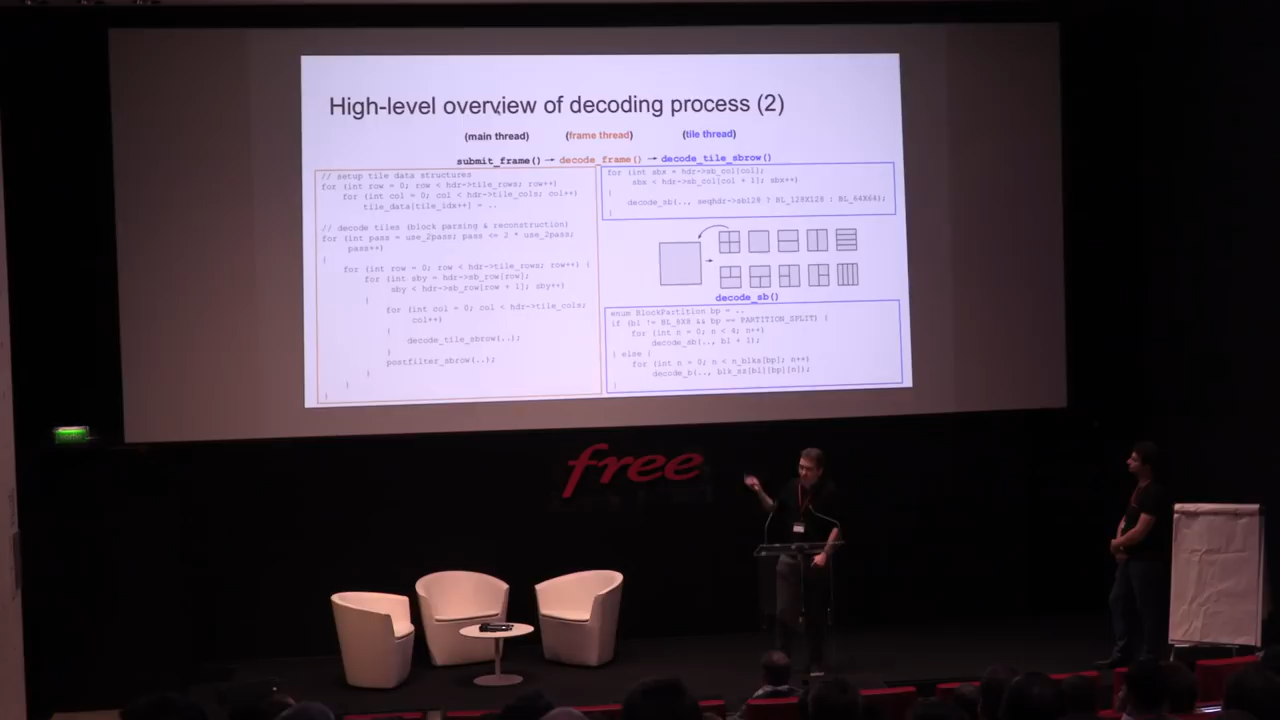 High-level overview of decoding process (2)
(main thread) (frame thread) (tile thread)
submit_frame() → decode_frame() → decode_tile_sbrow()
// setup tile data structures
for (int row = 0; row < hdr->tile_rows; row++)
for (int col = 0; col < hdr->tile_cols; col++)
tile_data[tile_idx++] = ..
// decode tiles (block parsing & reconstruction)
for (int pass = use_2pass; pass <= 2 * use_2pass;
pass++)
{
for (int row = 0; row < hdr->tile_rows; row++) {
for (int sby = hdr->sb_row[row];
sby < hdr->sb_row[row + 1]; sby++)
{
for (int col = 0; col < hdr->tile_cols;
col++)
{
decode_tile_sbrow(..);
}
postfilter_sbrow(..);
}
}
}
for (int sbx = hdr->sb_col[col];
sbx < hdr->sb_col[col + 1]; sbx++)
{
decode_sb(.., seqhdr->sb128 ? BL_128X128 : BL_64X64);
}
decode_sb()
enum BlockPartition bp = ..
if (bl != BL_8X8 && bp == PARTITION_SPLIT) {
for (int n = 0; n < 4; n++)
decode_sb(.., bl + 1);
} else {
for (int n = 0; n < n_blks[bp]; n++)
decode_b(.., blk_sz[bl][bp][n]);
}
free